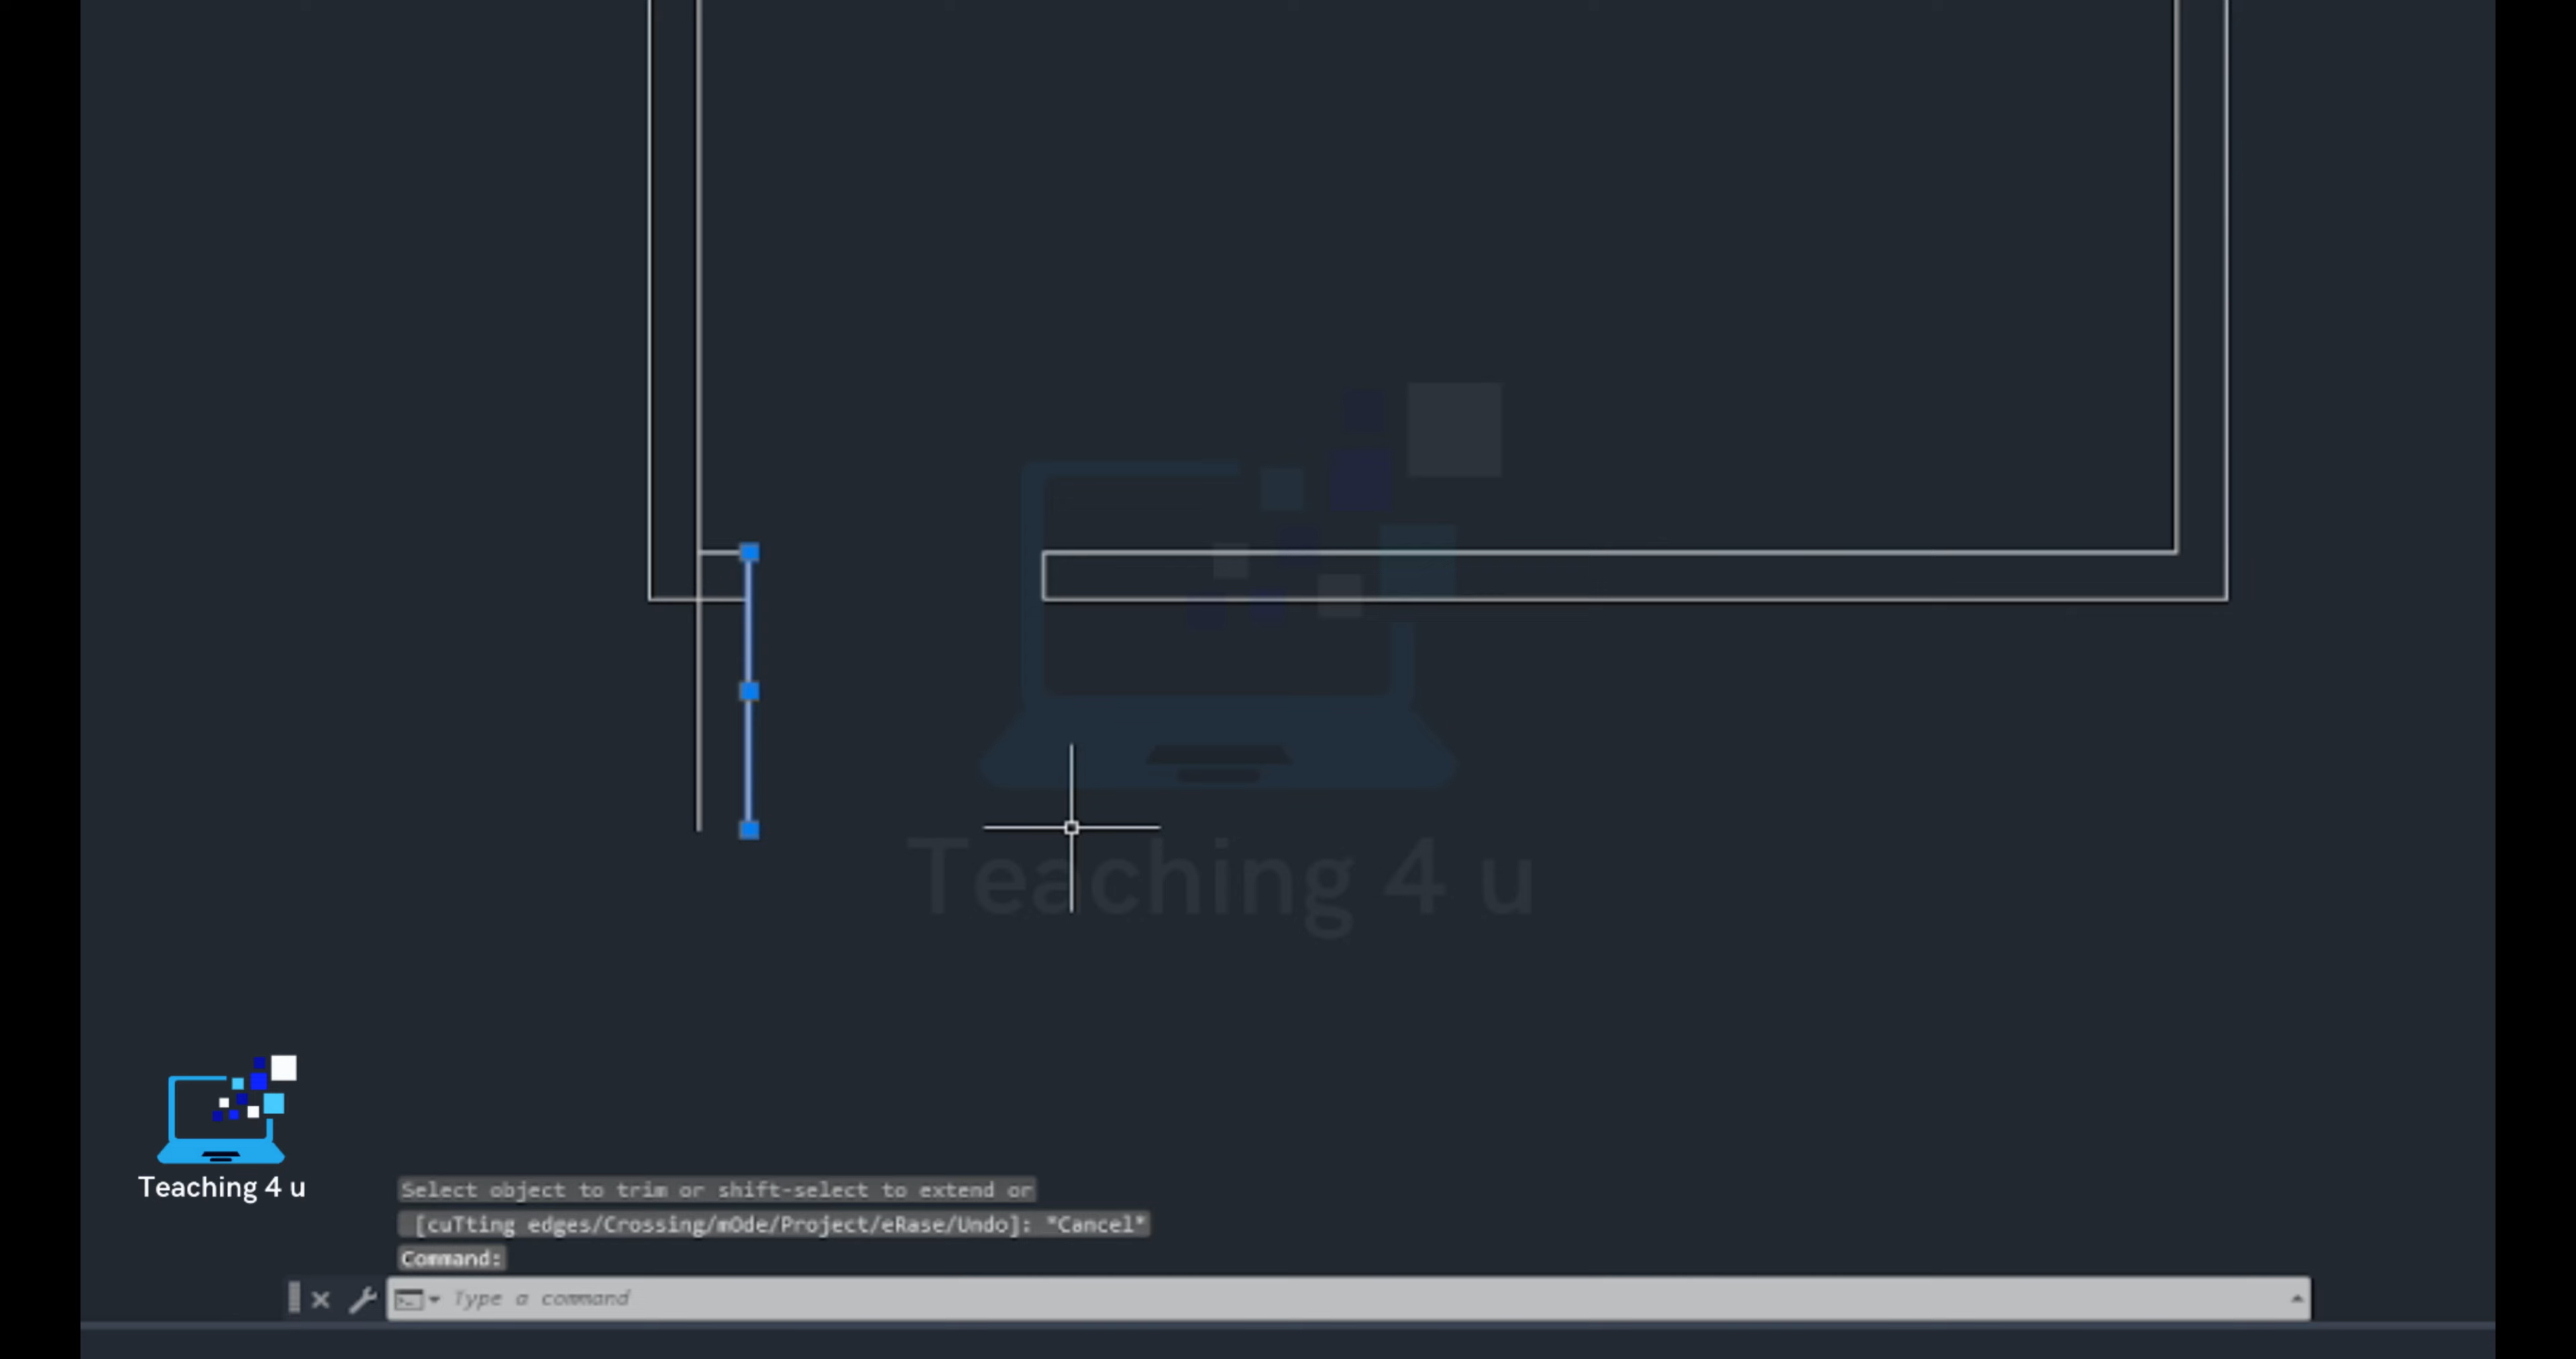 Teaching 4 u
Teaching 4 u
Select object to trim or shift-select to extend or
[cuTting edges/Crossing/mOde/Project/eRase/Undo]: *Cancel*
Command:
Type a command